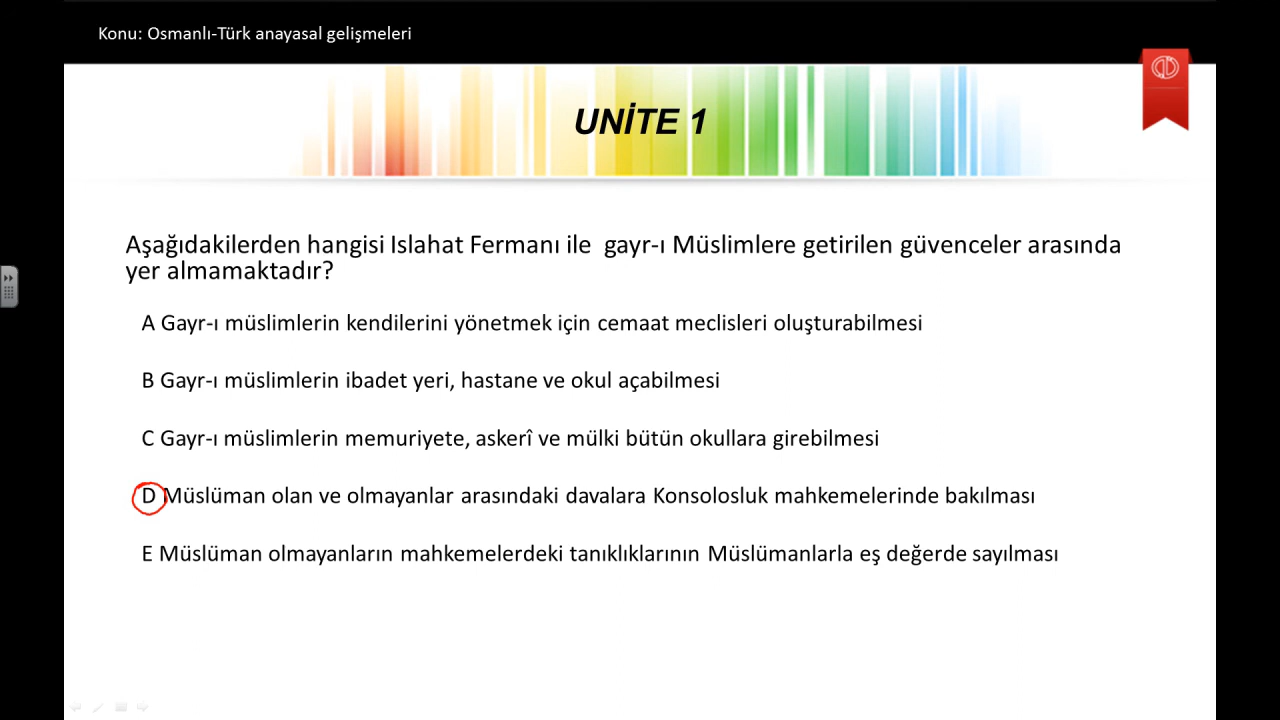 Konu: Osmanlı-Türk anayasal gelişmeleri
UNİTE 1
Aşağıdakilerden hangisi Islahat Fermanı ile gayr-ı Müslimlere getirilen güvenceler arasında
yer almamaktadır?
A Gayr-ı müslimlerin kendilerini yönetmek için cemaat meclisleri oluşturabilmesi
B Gayr-ı müslimlerin ibadet yeri, hastane ve okul açabilmesi
C Gayr-ı müslimlerin memuriyete, askerî ve mülki bütün okullara girebilmesi
D Müslüman olan ve olmayanlar arasındaki davalara Konsolosluk mahkemelerinde bakılması
E Müslüman olmayanların mahkemelerdeki tanıklıklarının Müslümanlarla eş değerde sayılması